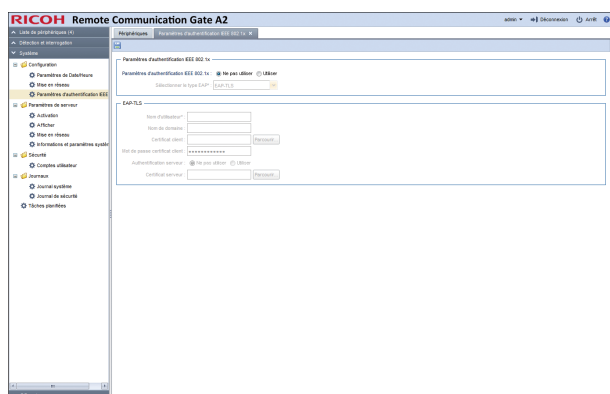 RICOH Remote Communication Gate A2
admin Déconnexion Arrêt
Liste de périphériques (4)
Périphériques Paramètres d'authentification IEEE 802.1x
Détection et interrogation
Système
Configuration
Paramètres de Date/Heure
Mise en réseau
Paramètres d'authentification IEEE
Paramètres de serveur
Activation
Afficher
Mise en réseau
Informations et paramètres systèm
Sécurité
Comptes utilisateur
Journaux
Journal système
Journal de sécurité
Tâches planifiées
Paramètres d'authentification IEEE 802.1x
Paramètres d'authentification IEEE 802.1x : Ne pas utiliser Utiliser
Sélectionner le type EAP* : EAP-TLS
EAP-TLS
Nom d'utilisateur* :
Nom de domaine :
Certificat client : Parcourir...
Mot de passe certificat client :
Authentification serveur : Ne pas utiliser Utiliser
Certificat serveur : Parcourir...